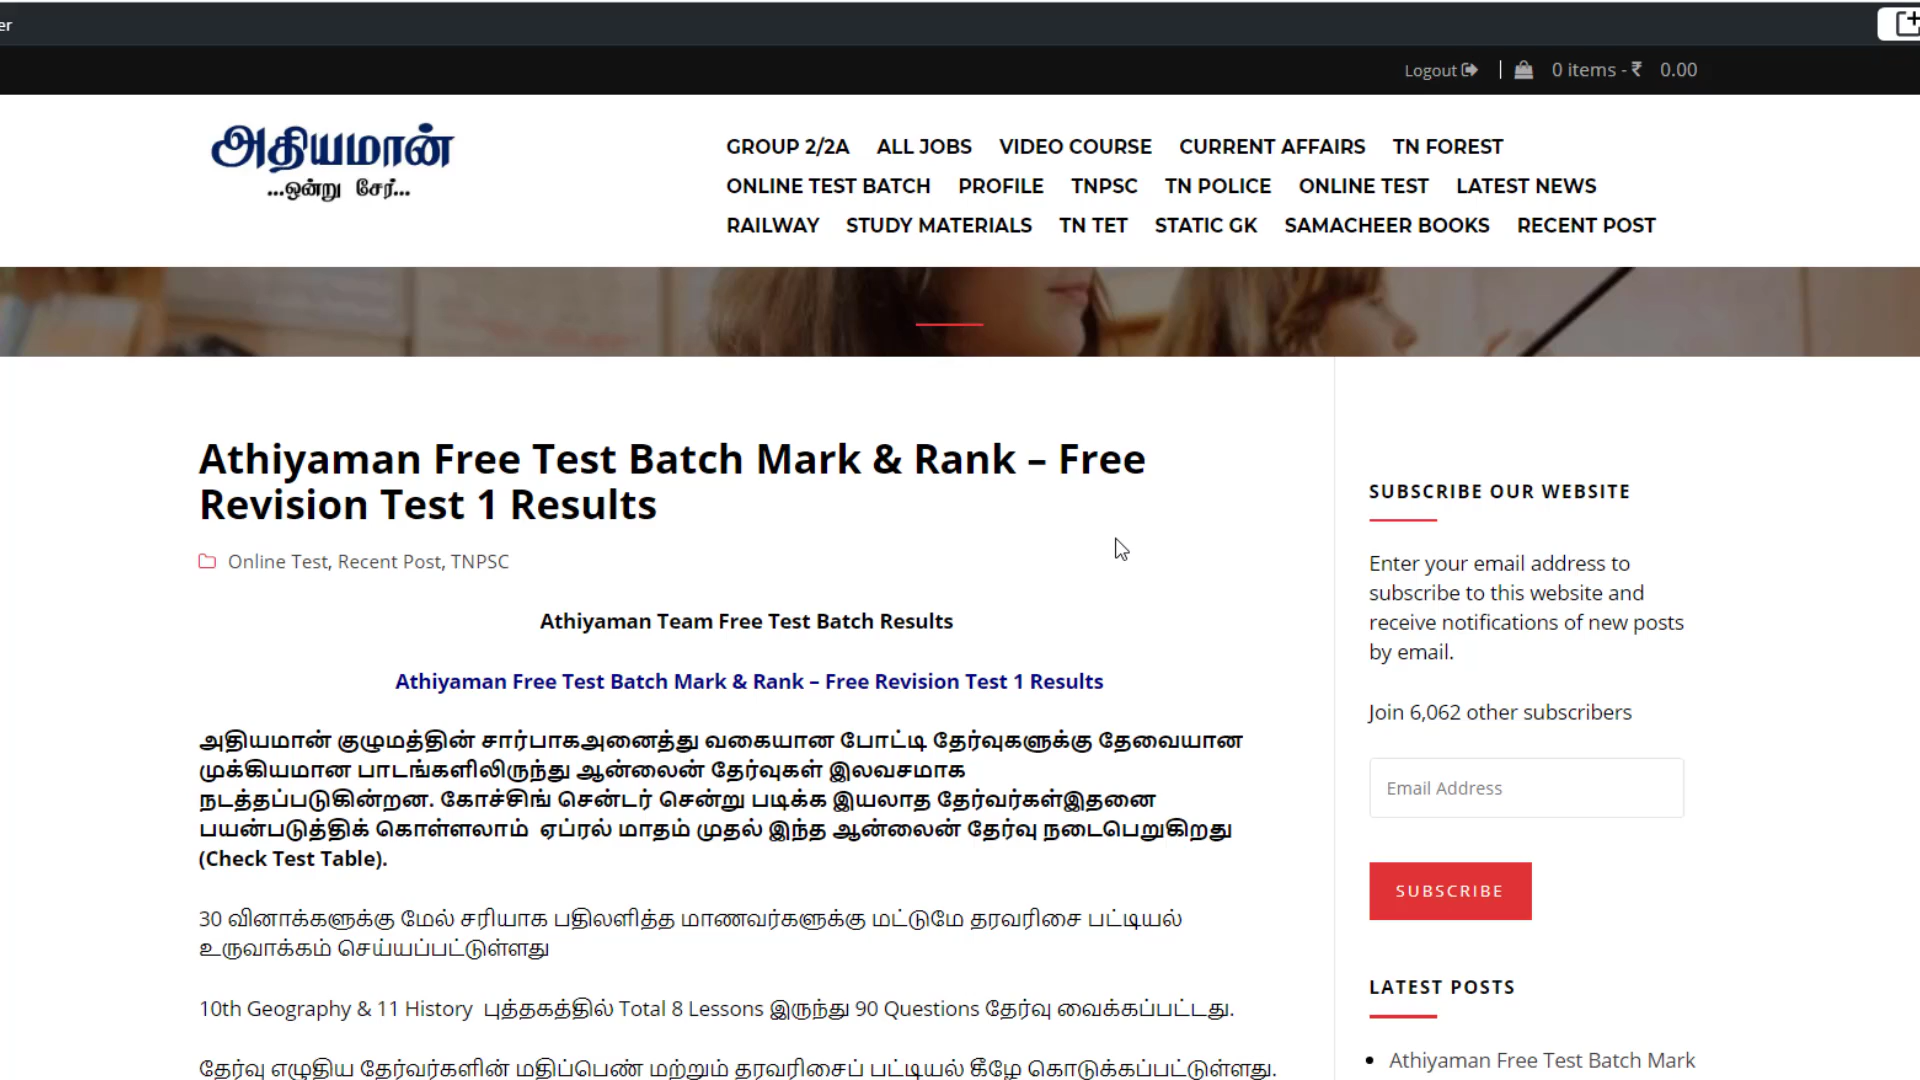 er
Logout | 0 items - ₹ 0.00
அதியமான்
...ஒன்று சேர்...
GROUP 2/2A ALL JOBS VIDEO COURSE CURRENT AFFAIRS TN FOREST
ONLINE TEST BATCH PROFILE TNPSC TN POLICE ONLINE TEST LATEST NEWS
RAILWAY STUDY MATERIALS TN TET STATIC GK SAMACHEER BOOKS RECENT POST
Athiyaman Free Test Batch Mark & Rank – Free
Revision Test 1 Results
Online Test, Recent Post, TNPSC
Athiyaman Team Free Test Batch Results
Athiyaman Free Test Batch Mark & Rank – Free Revision Test 1 Results
அதியமான் குழுமத்தின் சார்பாகஅனைத்து வகையான போட்டி தேர்வுகளுக்கு தேவையான
முக்கியமான பாடங்களிலிருந்து ஆன்லைன் தேர்வுகள் இலவசமாக
நடத்தப்படுகின்றன. கோச்சிங் சென்டர் சென்று படிக்க இயலாத தேர்வர்கள்இதனை
பயன்படுத்திக் கொள்ளலாம் ஏப்ரல் மாதம் முதல் இந்த ஆன்லைன் தேர்வு நடைபெறுகிறது
(Check Test Table).
30 வினாக்களுக்கு மேல் சரியாக பதிலளித்த மாணவர்களுக்கு மட்டுமே தரவரிசை பட்டியல்
உருவாக்கம் செய்யப்பட்டுள்ளது
10th Geography & 11 History புத்தகத்தில் Total 8 Lessons இருந்து 90 Questions தேர்வு வைக்கப்பட்டது.
தேர்வு எழுதிய தேர்வர்களின் மதிப்பெண் மற்றும் தரவரிசைப் பட்டியல் கீழே கொடுக்கப்பட்டுள்ளது.
SUBSCRIBE OUR WEBSITE
Enter your email address to
subscribe to this website and
receive notifications of new posts
by email.
Join 6,062 other subscribers
Email Address
SUBSCRIBE
LATEST POSTS
Athiyaman Free Test Batch Mark